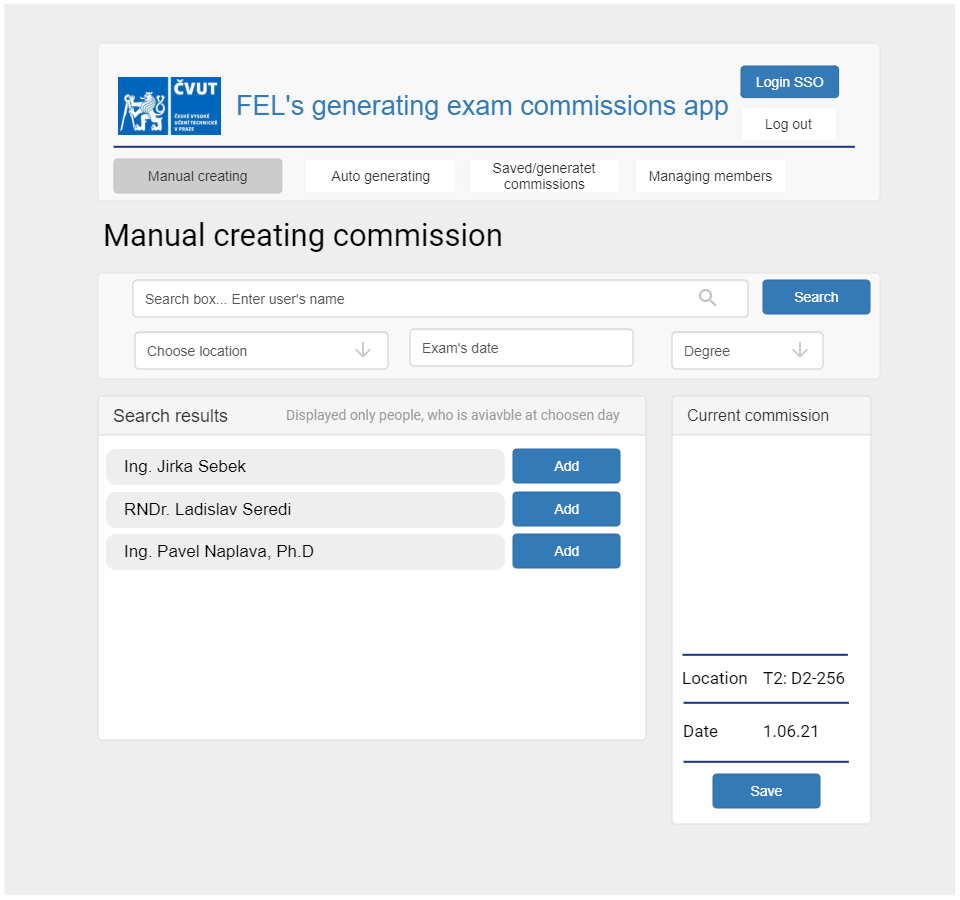 ČVUT
ČESKÉ VYSOKÉ
UČENÍ TECHNICKÉ
V PRAZE
FEL's generating exam commissions app
Login SSO
Log out
Manual creating
Auto generating
Saved/generatet
commissions
Managing members
Manual creating commission
Search box... Enter user's name
Search
Choose location
Exam's date
Degree
Search results
Displayed only people, who is aviavble at choosen day
Current commission
Ing. Jirka Sebek
Add
RNDr. Ladislav Seredi
Add
Ing. Pavel Naplava, Ph.D
Add
Location T2: D2-256
Date 1.06.21
Save